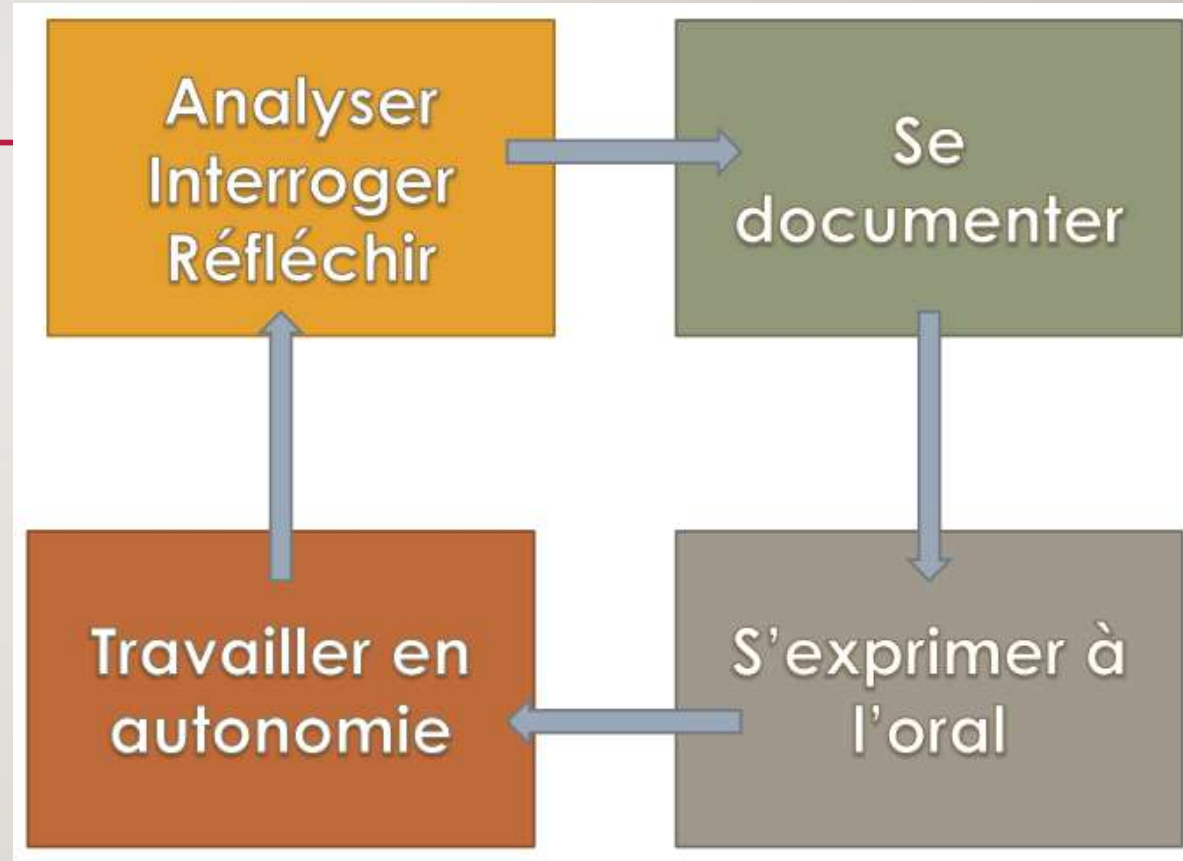 Analyser
Interroger
Réfléchir
Se
documenter
Travailler en
autonomie
S'exprimer à
l'oral